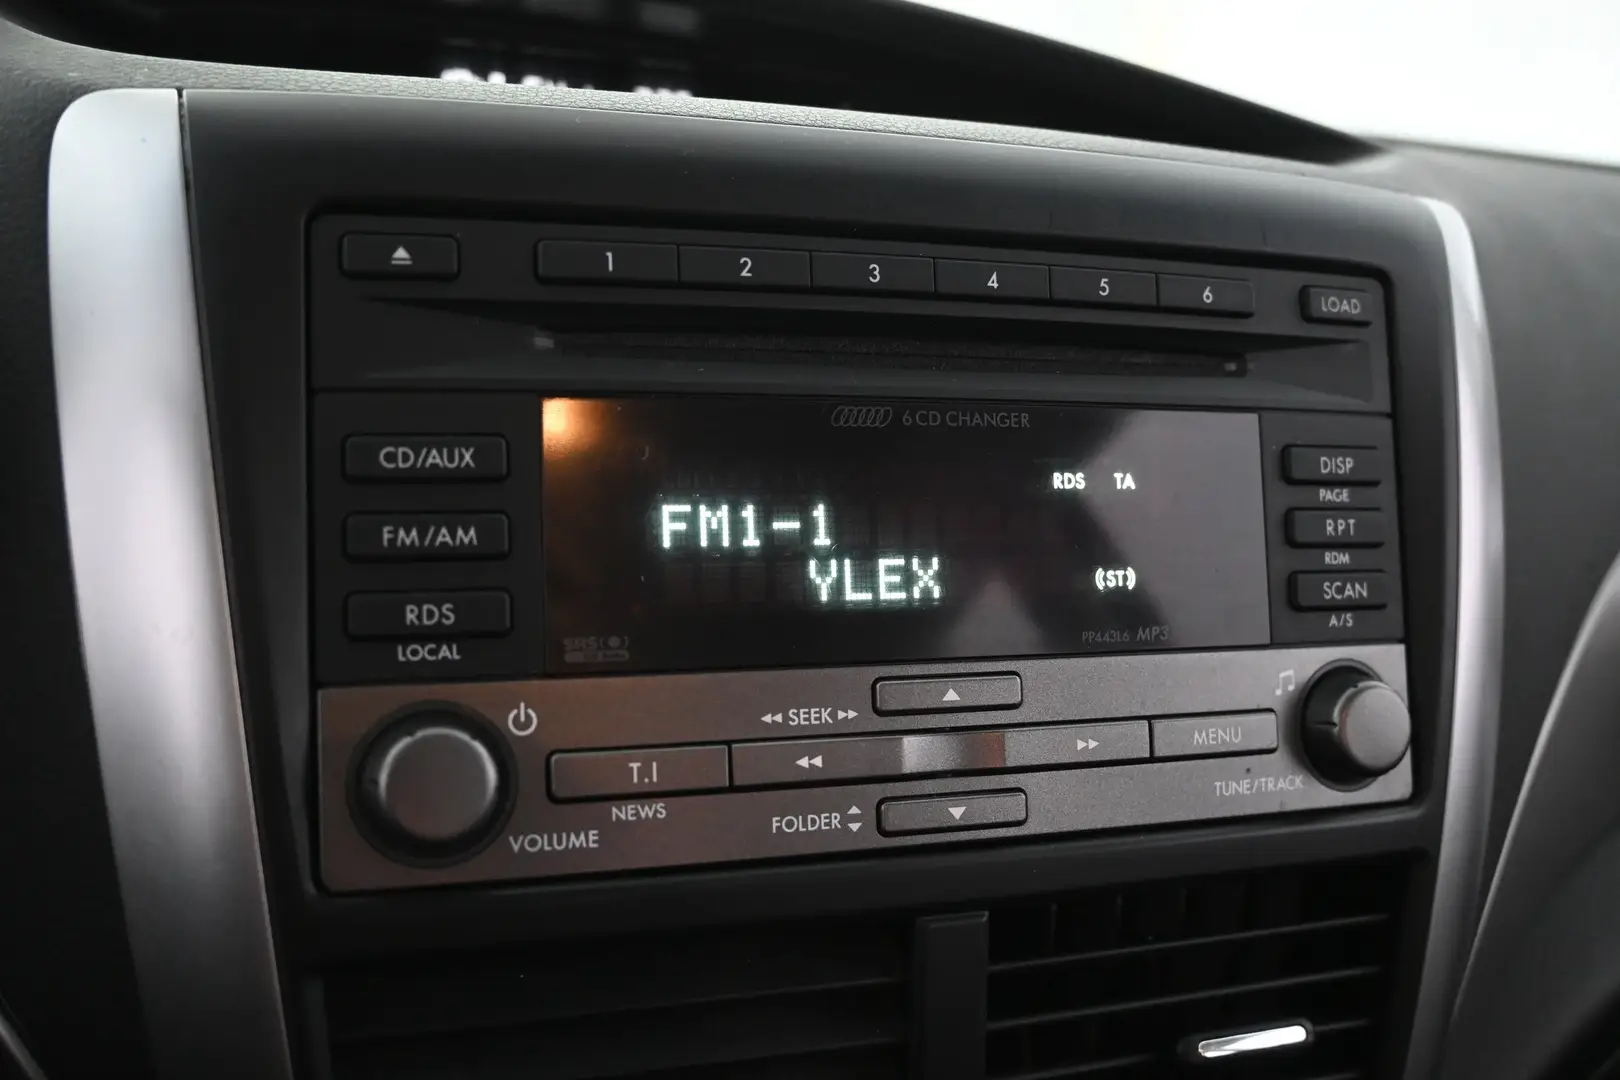 1 2 3 4 5 6 LOAD
6 CD CHANGER
CD/AUX
FM/AM
RDS
LOCAL
RDS TA
FM1-1
YLEX
(ST)
PP443L6 MP3
DISP
PAGE
RPT
RDM
SCAN
A/S
SEEK
T.I
NEWS
MENU
VOLUME
FOLDER
TUNE/TRACK